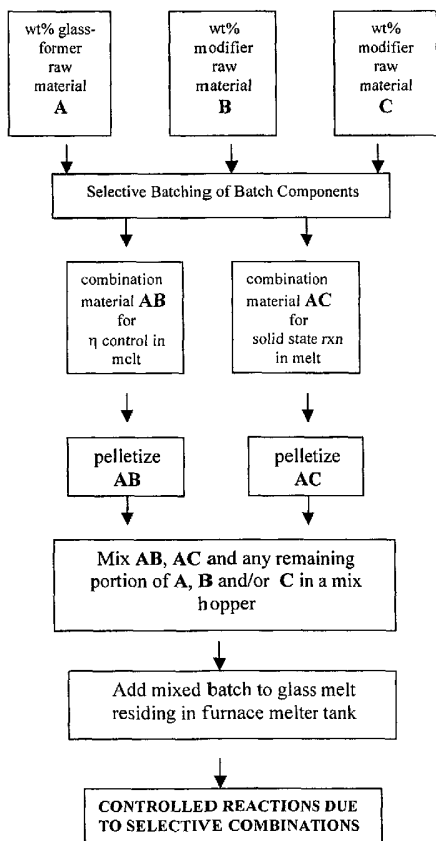 wt% glass-
former
raw
material
A
wt%
modifier
raw
material
B
wt%
modifier
raw
material
C
Selective Batching of Batch Components
combination
material AB
for
η control in
melt
combination
material AC
for
solid state rxn
in melt
pelletize
AB
pelletize
AC
Mix AB, AC and any remaining
portion of A, B and/or C in a mix
hopper
Add mixed batch to glass melt
residing in furnace melter tank
CONTROLLED REACTIONS DUE
TO SELECTIVE COMBINATIONS